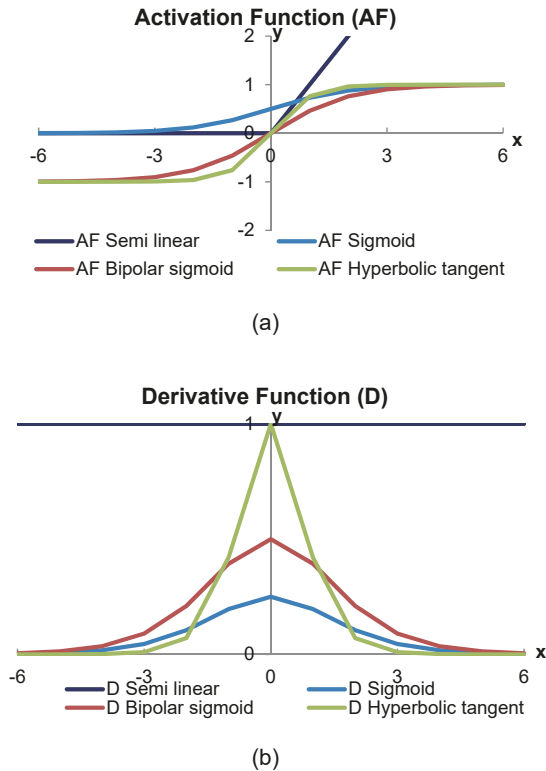 Activation Function (AF)
y
2
1
0
-1
-2
-6 -3 0 3 6
x
AF Semi linear AF Sigmoid
AF Bipolar sigmoid AF Hyperbolic tangent
(a)
Derivative Function (D)
y
1
0
x
-6 -3 0 3 6
D Semi linear D Sigmoid
D Bipolar sigmoid D Hyperbolic tangent
(b)